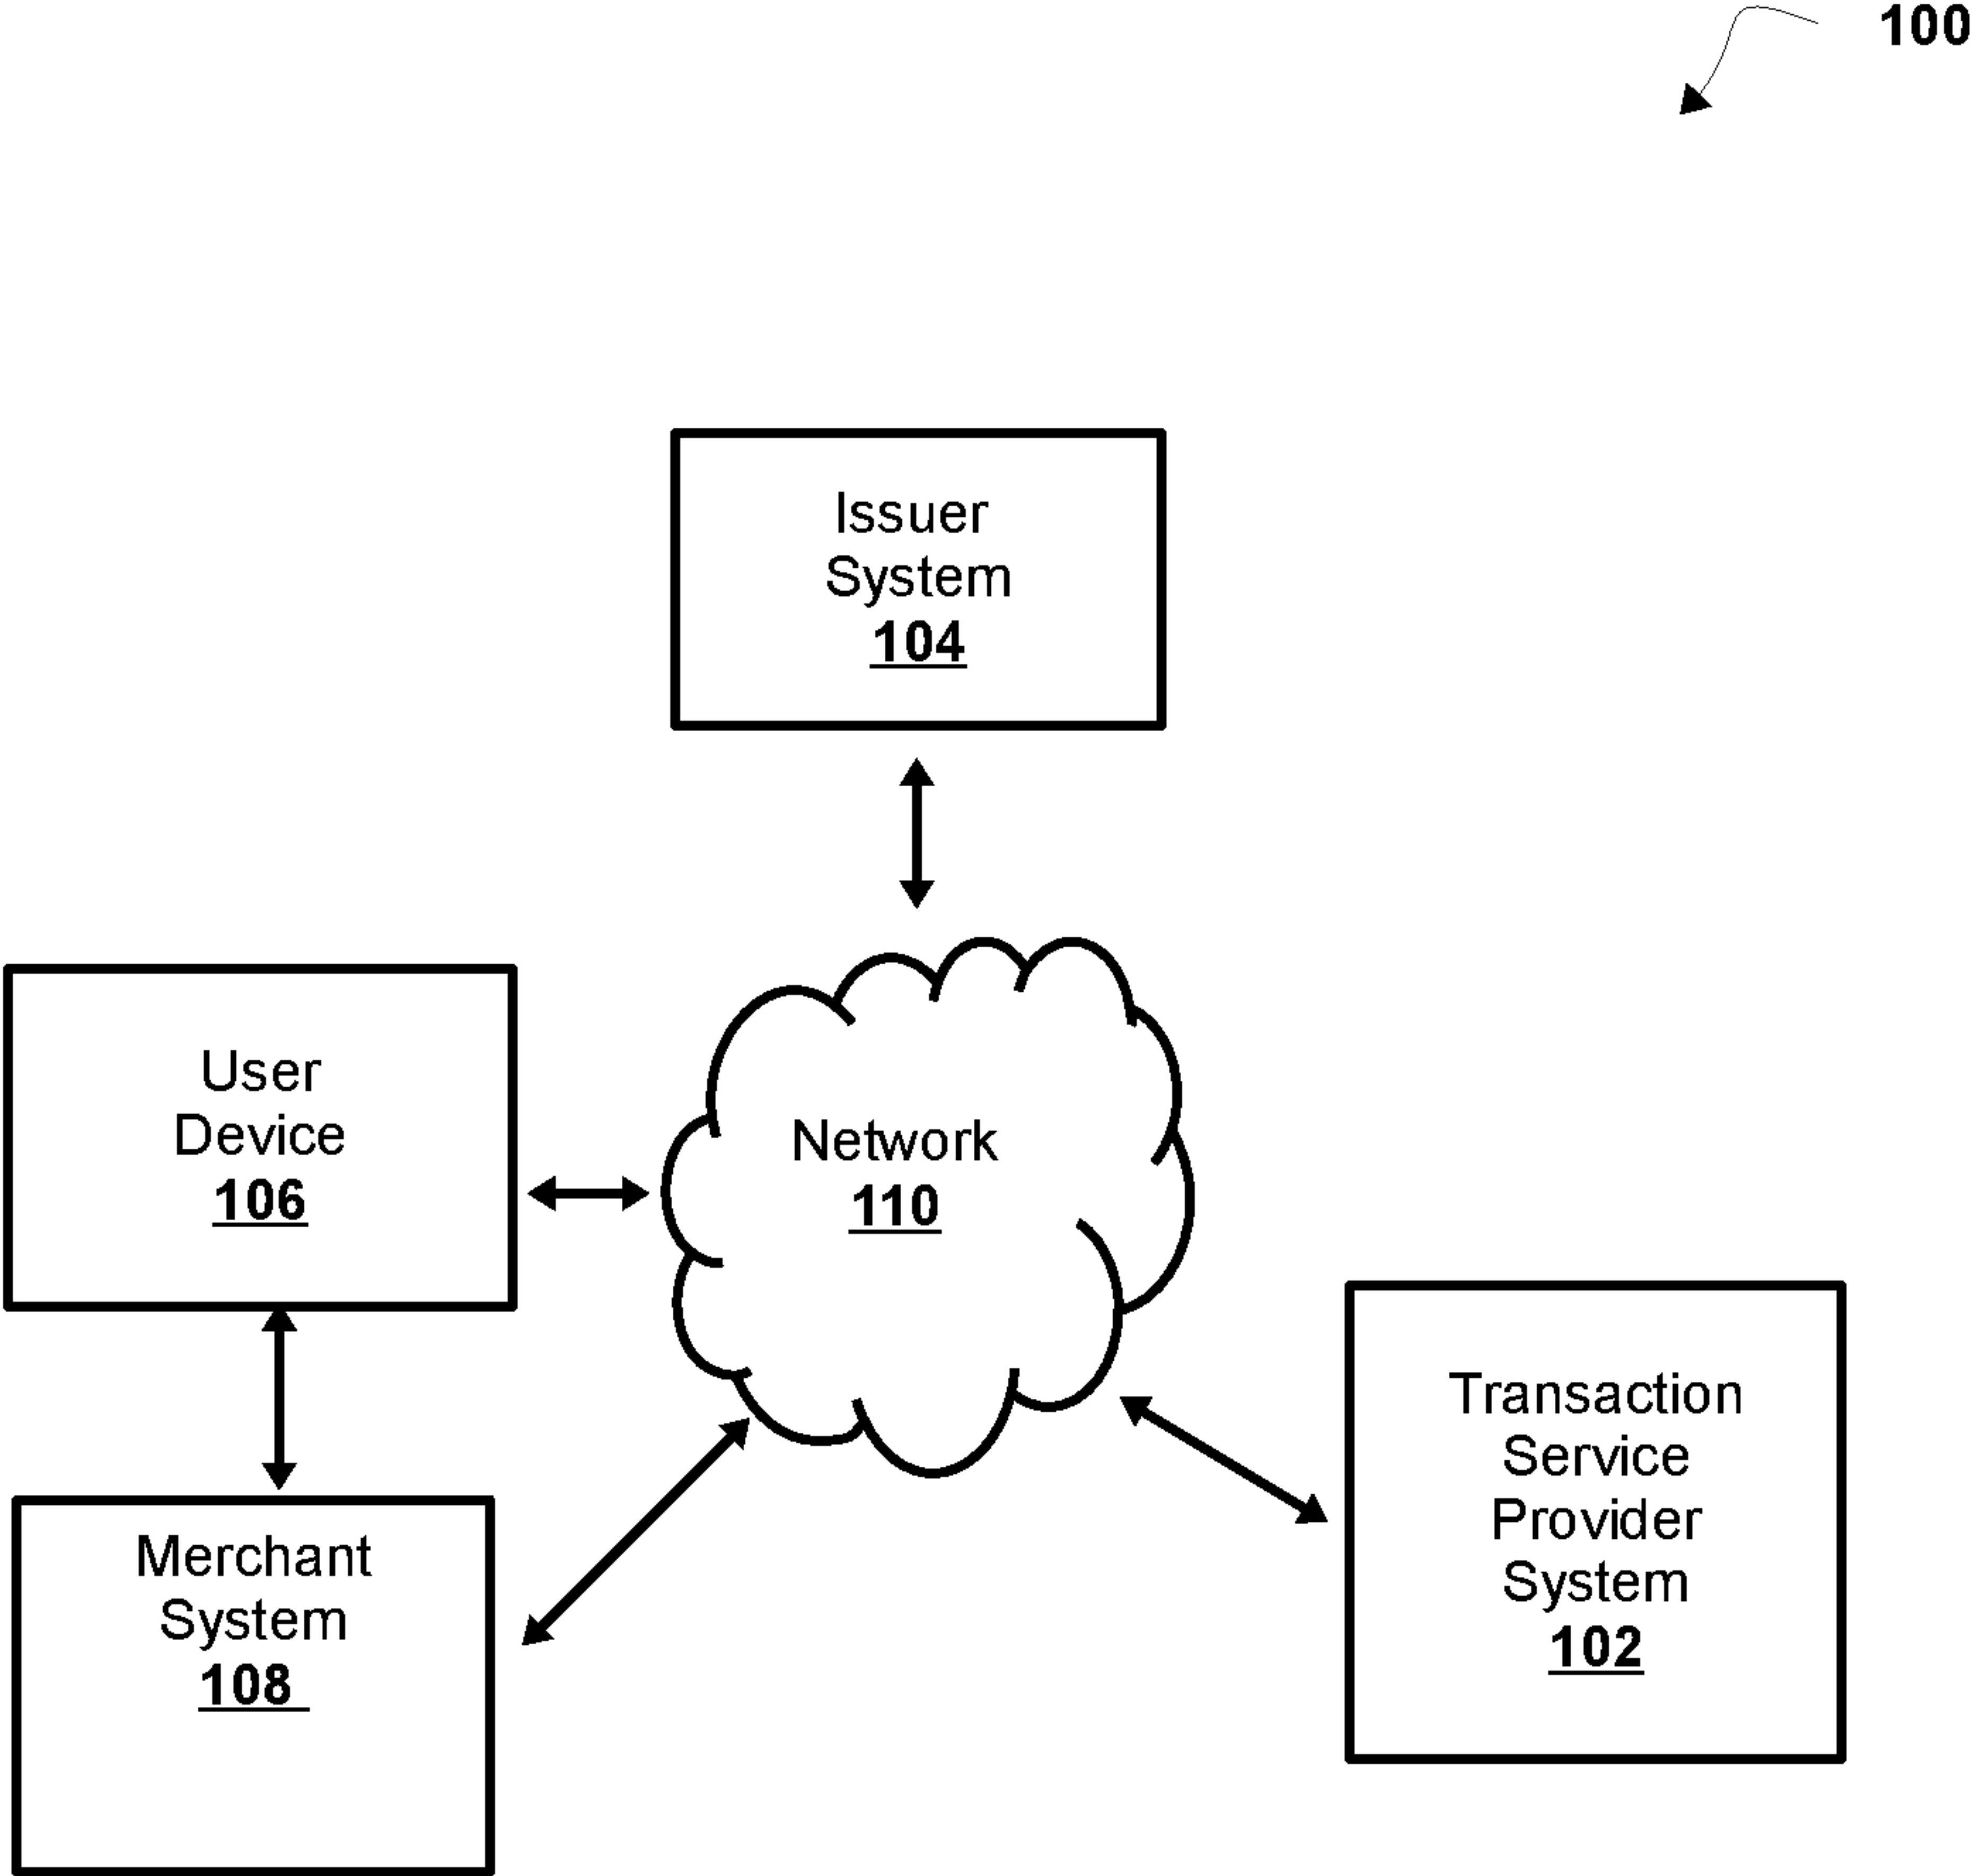 100
Issuer
System
104
User
Device
106
Network
110
Transaction
Service
Provider
System
102
Merchant
System
108